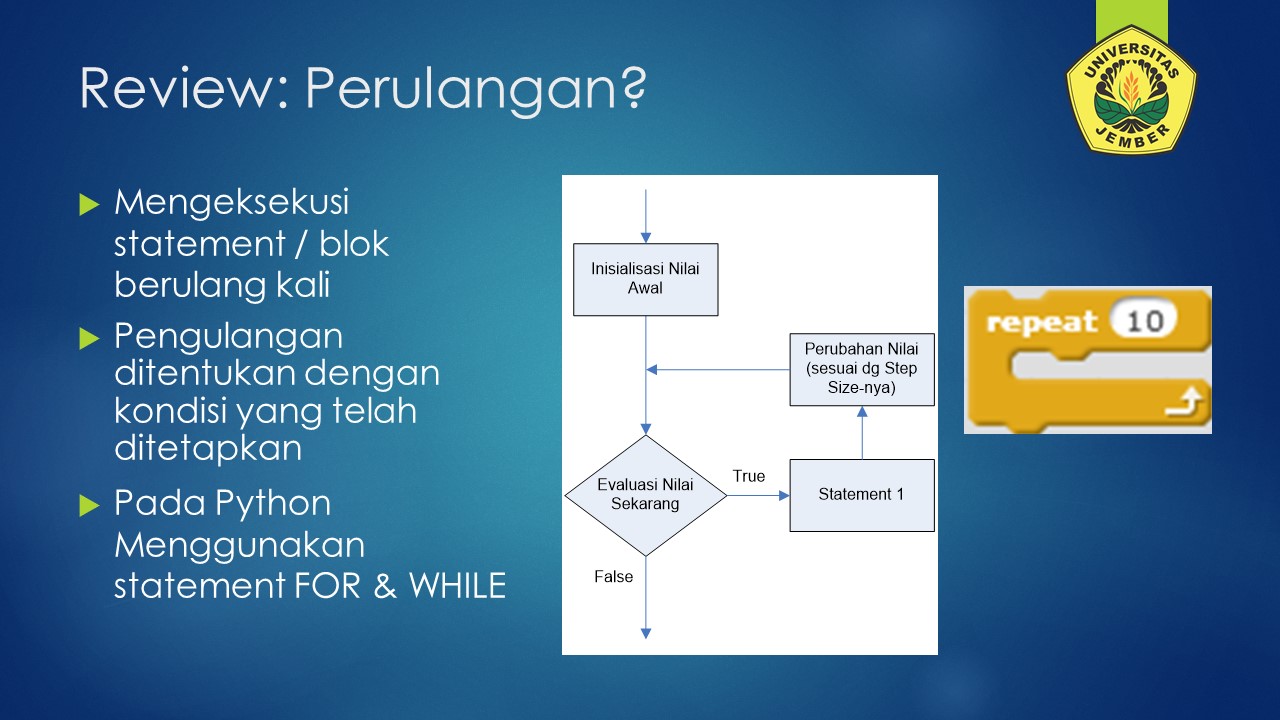 Review: Perulangan?
UNIVERSITAS
JEMBER
Mengeksekusi
statement / blok
berulang kali
Pengulangan
ditentukan dengan
kondisi yang telah
ditetapkan
Pada Python
Menggunakan
statement FOR & WHILE
Inisialisasi Nilai
Awal
Perubahan Nilai
(sesuai dg Step
Size-nya)
Evaluasi Nilai
Sekarang
True
Statement 1
False
repeat 10